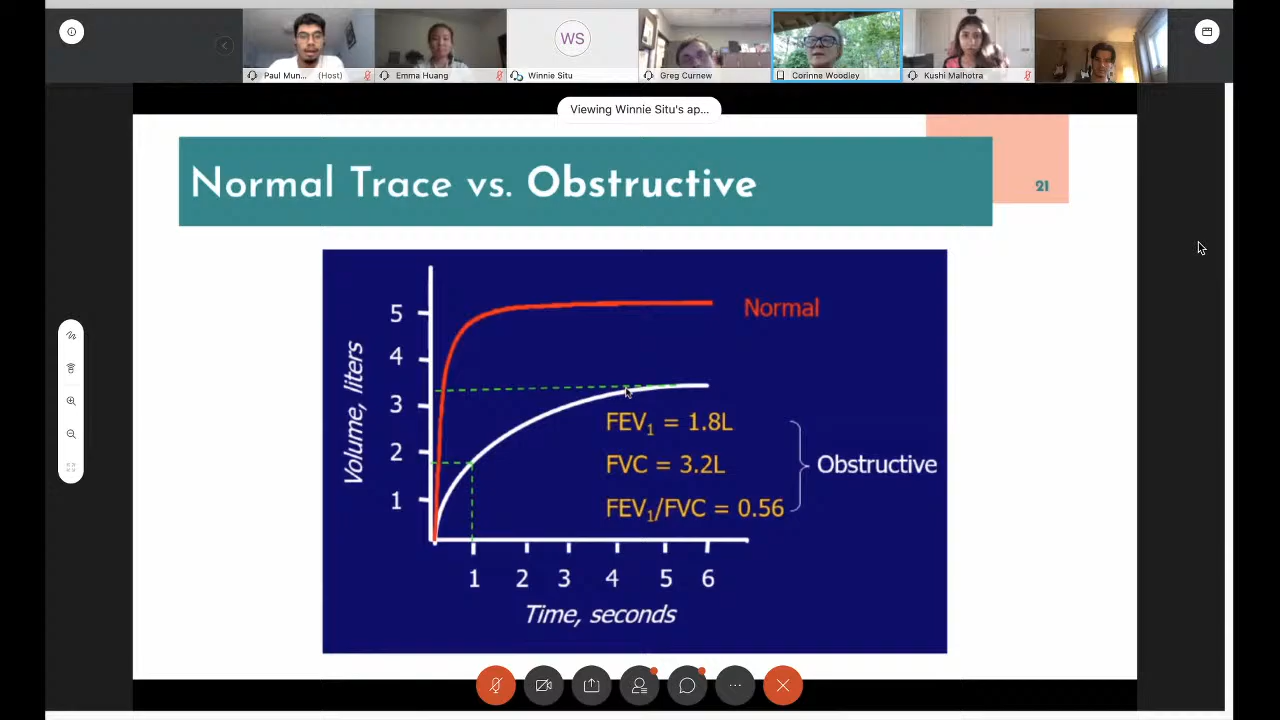 WS
Paul Mun... (Host)
Emma Huang
Winnie Situ
Greg Curnew
Corinne Woodley
Kushi Malhotra
Viewing Winnie Situ's ap...
Normal Trace vs. Obstructive
21
Volume, liters
5
4
3
2
1
Normal
FEV₁ = 1.8L
FVC = 3.2L
FEV₁/FVC = 0.56
Obstructive
1 2 3 4 5 6
Time, seconds